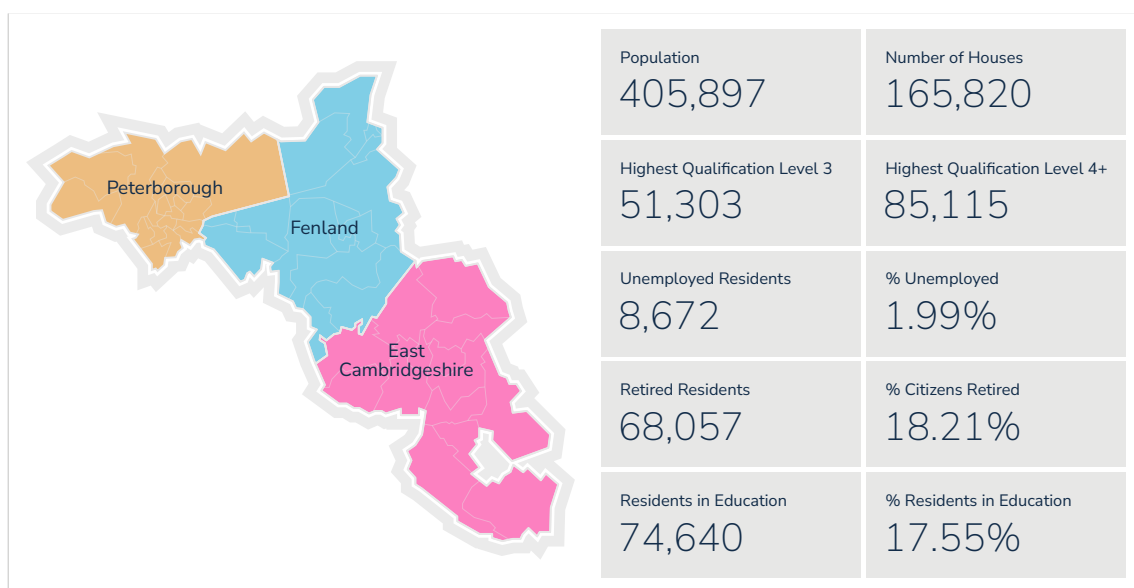 Peterborough
Fenland
East
Cambridgeshire
Population
405,897
Number of Houses
165,820
Highest Qualification Level 3
51,303
Highest Qualification Level 4+
85,115
Unemployed Residents
8,672
% Unemployed
1.99%
Retired Residents
68,057
% Citizens Retired
18.21%
Residents in Education
74,640
% Residents in Education
17.55%